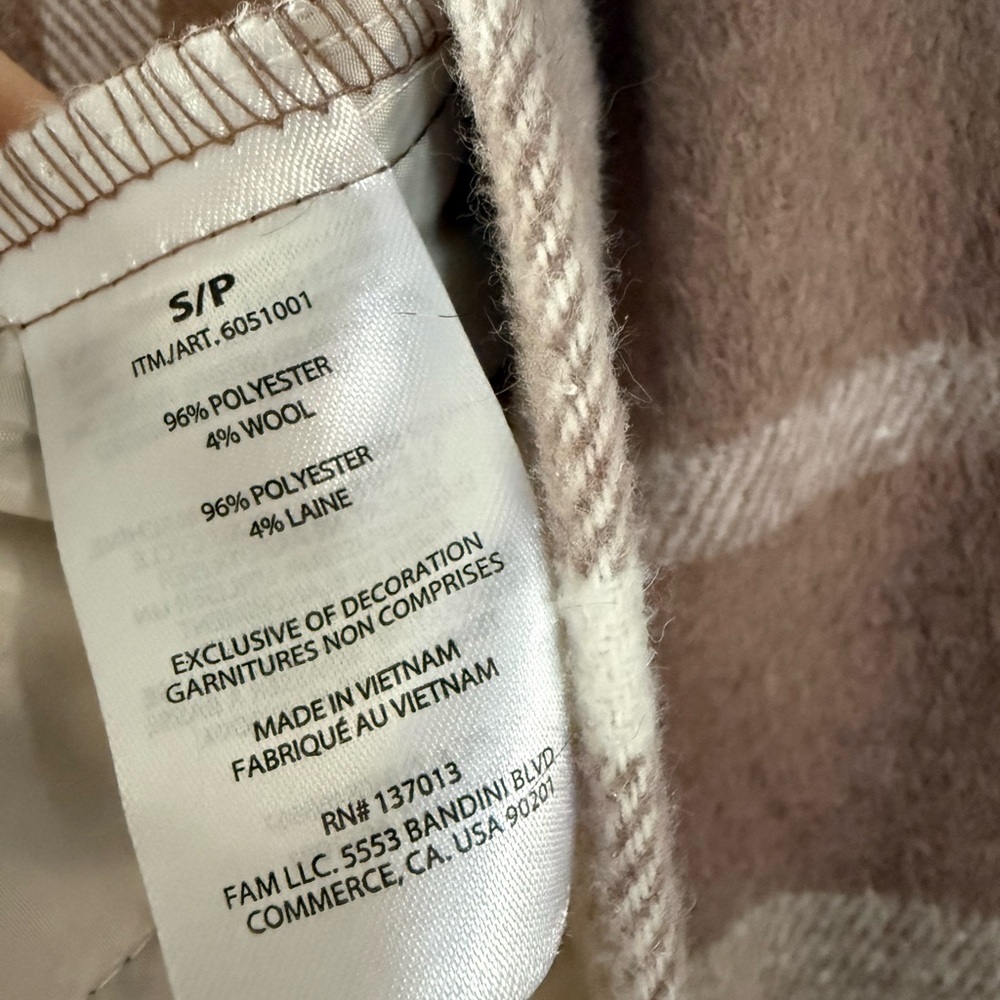 S/P
ITM./ART. 6051001
96% POLYESTER
4% WOOL
96% POLYESTER
4% LAINE
EXCLUSIVE OF DECORATION
GARNITURES NON COMPRISES
MADE IN VIETNAM
FABRIQUÉ AU VIETNAM
RN# 137013
FAM LLC. 5553 BANDINI BLVD
COMMERCE, CA. USA 90201